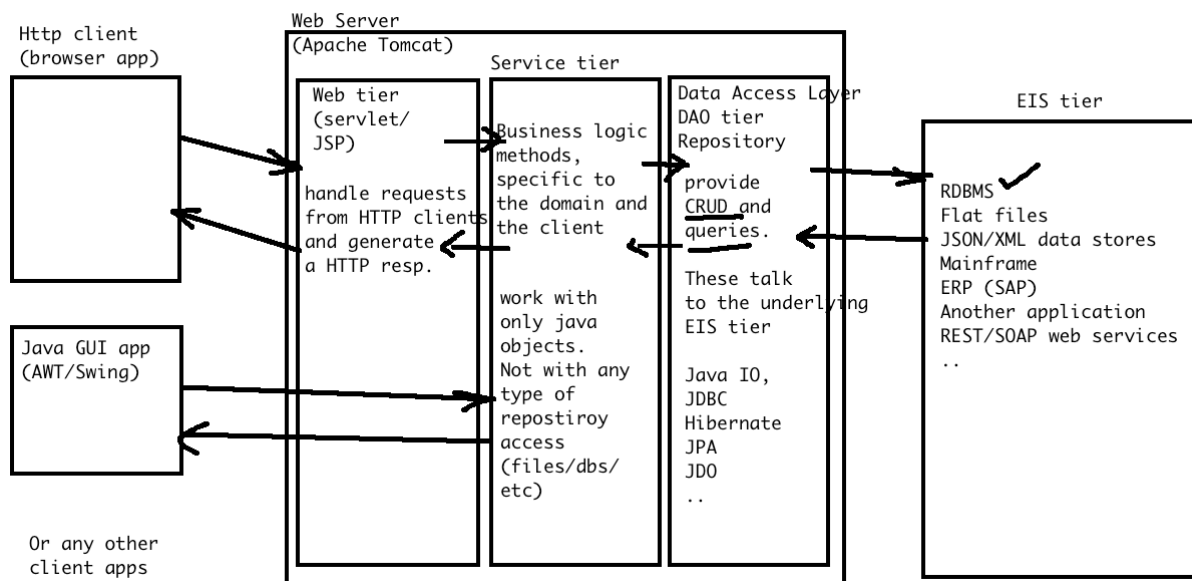 Http client
(browser app)
Web Server
(Apache Tomcat)
Web tier
(servlet/
JSP)
handle requests
from HTTP clients
and generate
a HTTP resp.
Service tier
Business logic
methods,
specific to
the domain and
the client
work with
only java
objects.
Not with any
type of
repostiroy
access
(files/dbs/
etc)
Data Access Layer
DAO tier
Repository
provide
CRUD and
queries.
These talk
to the underlying
EIS tier
Java IO,
JDBC
Hibernate
JPA
JDO
..
EIS tier
RDBMS
Flat files
JSON/XML data stores
Mainframe
ERP (SAP)
Another application
REST/SOAP web services
..
Java GUI app
(AWT/Swing)
Or any other
client apps